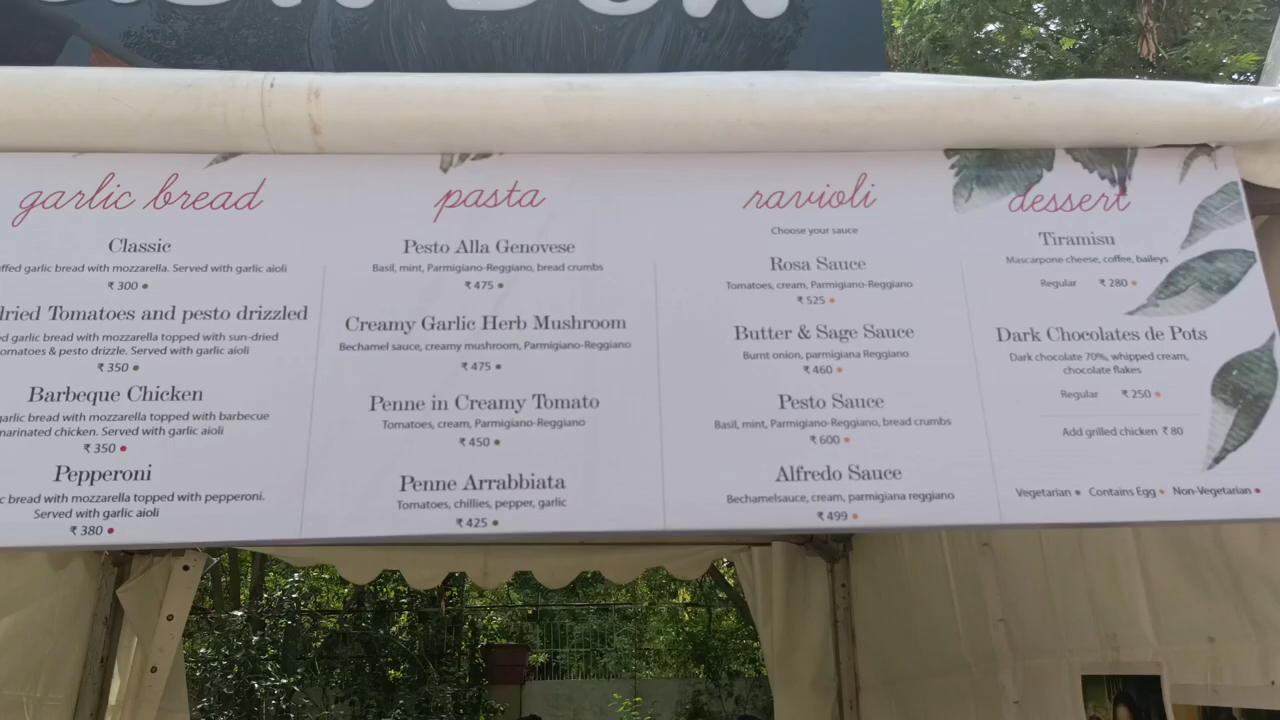 garlic bread
Classic
garlic bread with mozzarella. Served with garlic aioli
₹ 300
Tomatoes and pesto drizzled
garlic bread with mozzarella topped with sun-dried
& pesto drizzle. Served with garlic aioli
₹ 350
Barbeque Chicken
bread with mozzarella topped with barbecue
chicken. Served with garlic aioli
₹ 350
Pepperoni
bread with mozzarella topped with pepperoni.
Served with garlic aioli
₹ 380
pasta
Pesto Alla Genovese
Basil, mint, Parmigiano-Reggiano, bread crumbs
₹ 475
Creamy Garlic Herb Mushroom
Bechamel sauce, creamy mushroom, Parmigiano-Reggiano
₹ 475
Penne in Creamy Tomato
Tomatoes, cream, Parmigiano-Reggiano
₹ 450
Penne Arrabbiata
Tomatoes, chillies, pepper, garlic
₹ 425
ravioli
Choose your sauce
Rosa Sauce
Tomatoes, cream, Parmigiano-Reggiano
₹ 525
Butter & Sage Sauce
Burnt onion, parmigiana Reggiano
₹ 460
Pesto Sauce
Basil, mint, Parmigiano-Reggiano, bread crumbs
₹ 600
Alfredo Sauce
Bechamelsauce, cream, parmigiana reggiano
₹ 499
dessert
Tiramisu
Mascarpone cheese, coffee, baileys
Regular ₹ 280
Dark Chocolates de Pots
Dark chocolate 70%, whipped cream,
chocolate flakes
Regular ₹ 250
Add grilled chicken ₹ 80
Vegetarian Contains Egg Non-Vegetarian